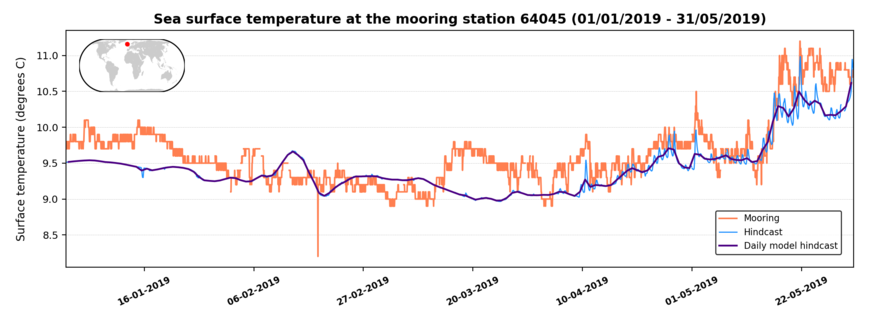 Sea surface temperature at the mooring station 64045 (01/01/2019 - 31/05/2019)
Surface temperature (degrees C)
11.0
10.5
10.0
9.5
9.0
8.5
Mooring
Hindcast
Daily model hindcast
16-01-2019
06-02-2019
27-02-2019
20-03-2019
10-04-2019
01-05-2019
22-05-2019